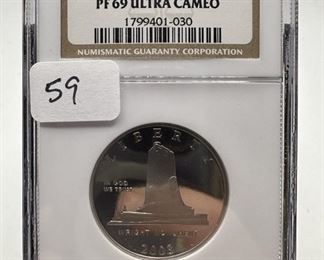 PF 69 ULTRA CAMEO
1799401-030
NUMISMATIC GUARANTY CORPORATION
59
LIBERTY
IN GOD
WE TRUST
WRIGHT MONUMENT
2003